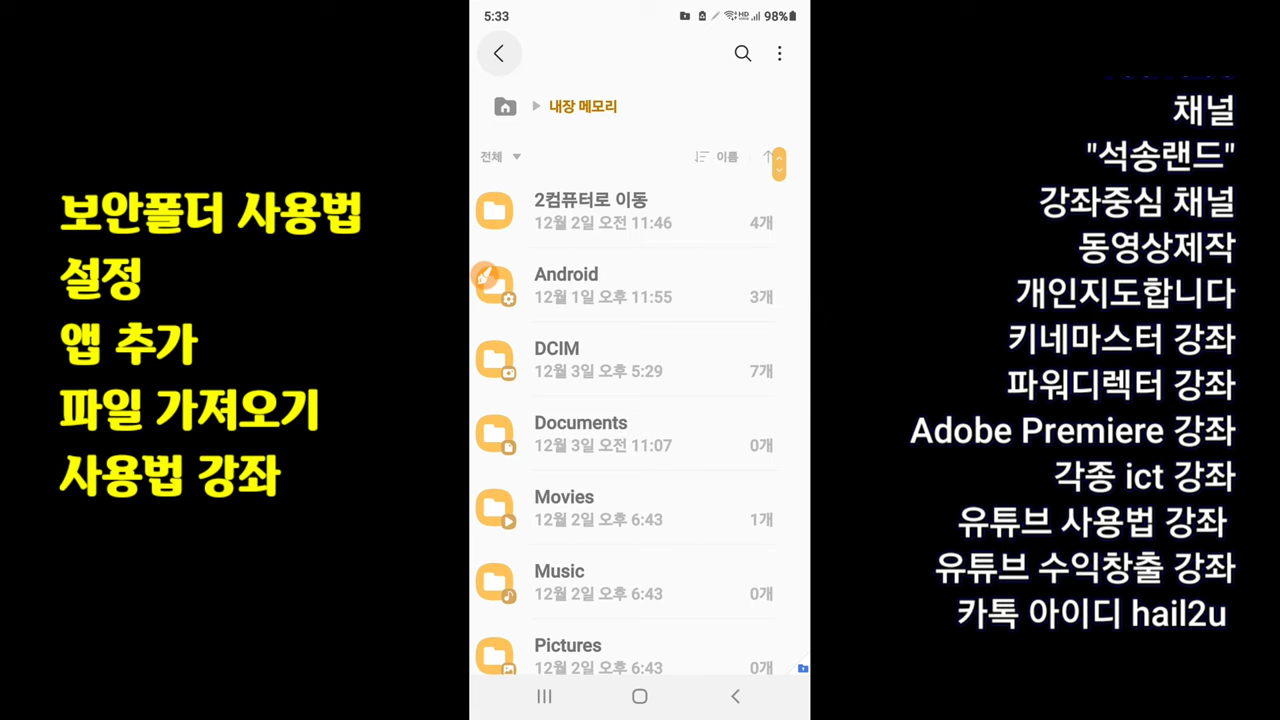 보안폴더 사용법
설정
앱 추가
파일 가져오기
사용법 강좌
5:33
98%
내장 메모리
전체
이름
2컴퓨터로 이동
12월 2일 오전 11:46 4개
Android
12월 1일 오후 11:55 3개
DCIM
12월 3일 오후 5:29 7개
Documents
12월 3일 오전 11:07 0개
Movies
12월 2일 오후 6:43 1개
Music
12월 2일 오후 6:43 0개
Pictures
12월 2일 오후 6:43 0개
채널
"석송랜드"
강좌중심 채널
동영상제작
개인지도합니다
키네마스터 강좌
파워디렉터 강좌
Adobe Premiere 강좌
각종 ict 강좌
유튜브 사용법 강좌
유튜브 수익창출 강좌
카톡 아이디 hail2u